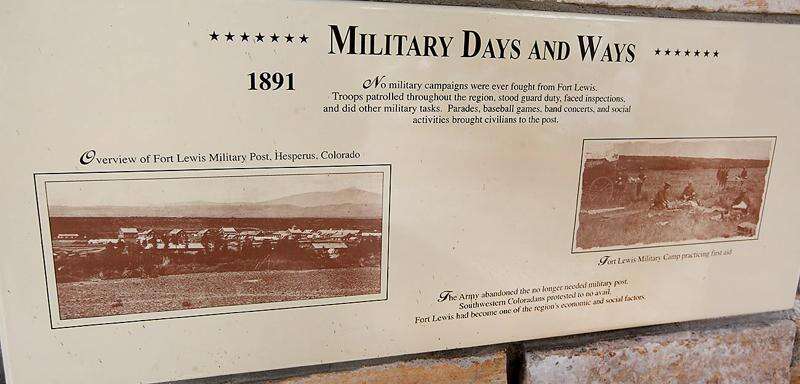 ★★★★★★★ MILITARY DAYS AND WAYS ★★★★★★★
1891
No military campaigns were ever fought from Fort Lewis.
Troops patrolled throughout the region, stood guard duty, faced inspections,
and did other military tasks. Parades, baseball games, band concerts, and social
activities brought civilians to the post.
Overview of Fort Lewis Military Post, Hesperus, Colorado
Fort Lewis Military Camp practicing first aid
The Army abandoned the no longer needed military post.
Southwestern Coloradans protested to no avail.
Fort Lewis had become one of the region's economic and social factors.